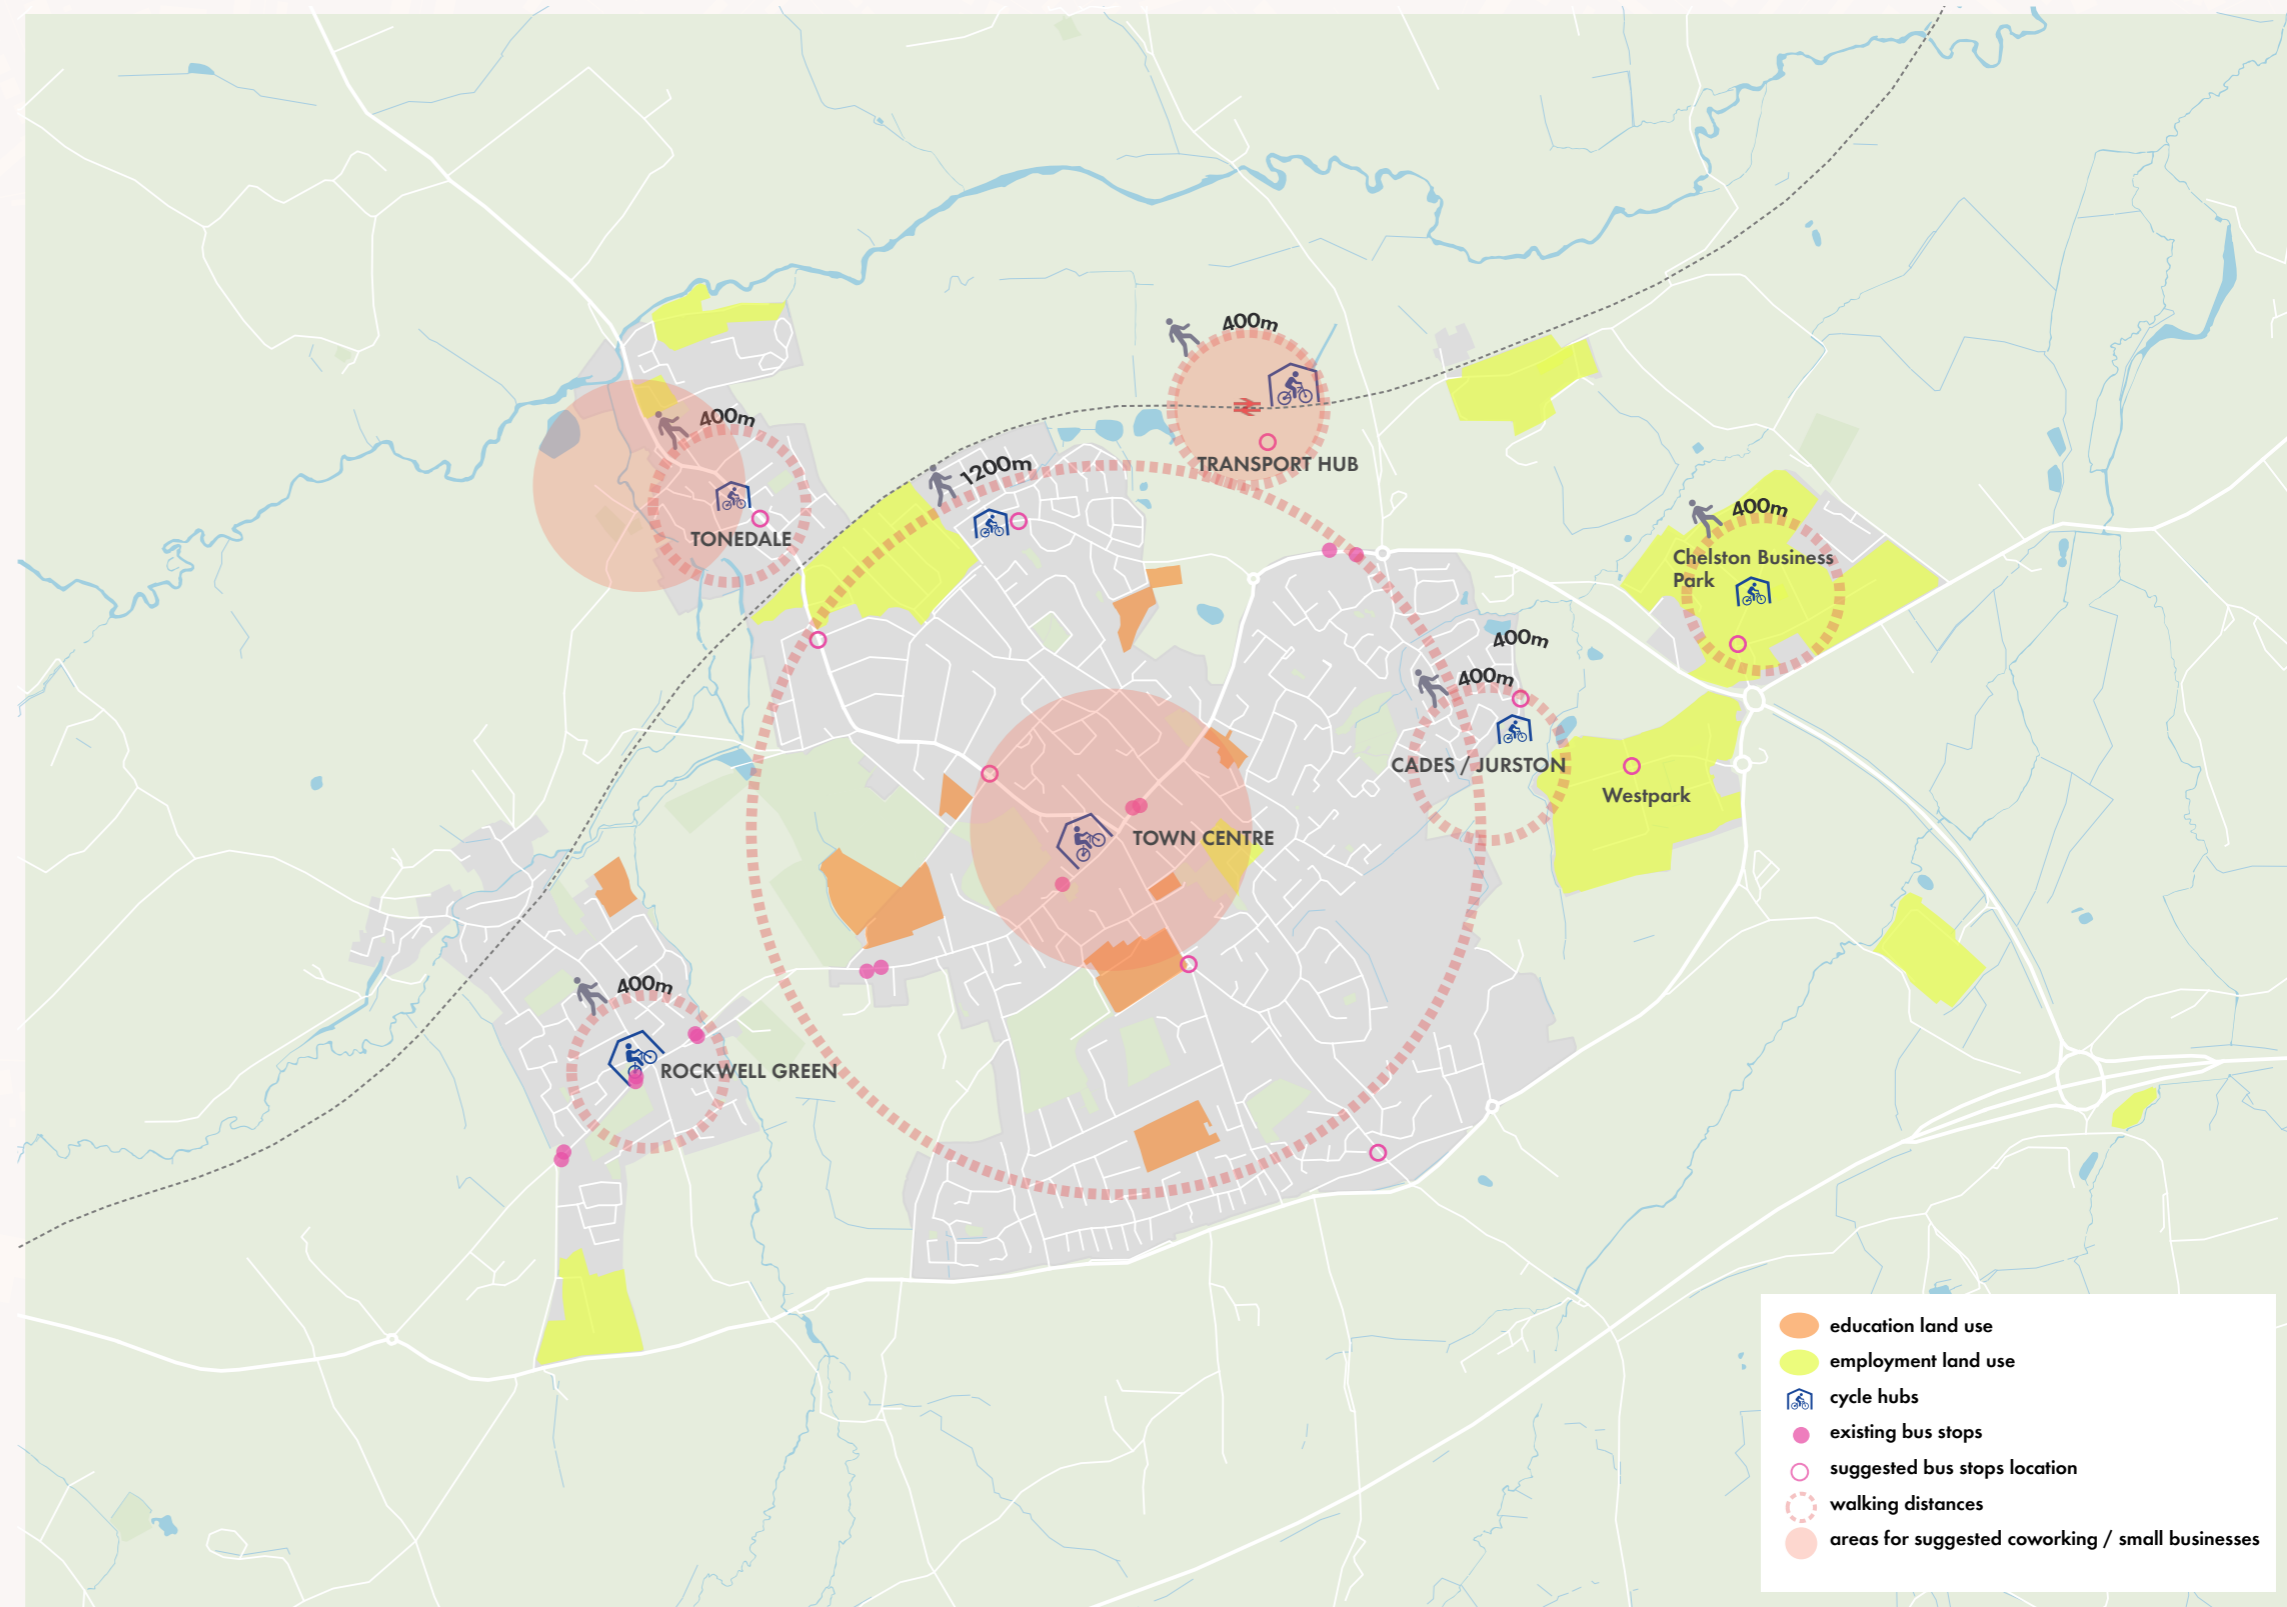 400m
TRANSPORT HUB
400m
TONEDALE
1200m
400m
Chelston Business
Park
400m
400m
CADES / JURSTON
Westpark
TOWN CENTRE
400m
ROCKWELL GREEN
education land use
employment land use
cycle hubs
existing bus stops
suggested bus stops location
walking distances
areas for suggested coworking / small businesses